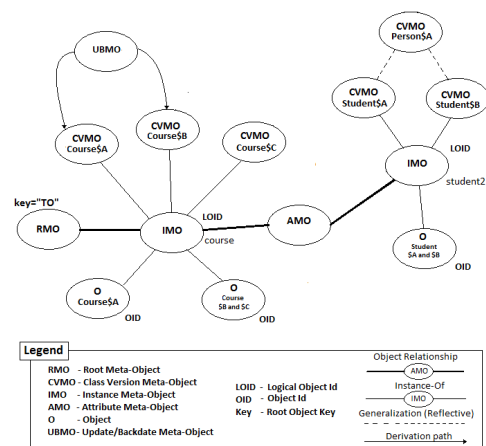 CVMO
Person$A
UBMO
CVMO
Student$A
CVMO
Student$B
CVMO
Course$A
CVMO
Course$B
CVMO
Course$C
LOID
IMO
student2
key="TO"
RMO
LOID
IMO
course
AMO
O
Student
$A and $B
OID
O
Course$A
OID
O
Course
$B and $C
OID
Legend
RMO - Root Meta-Object
CVMO - Class Version Meta-Object
IMO - Instance Meta-Object
AMO - Attribute Meta-Object
O - Object
UBMO - Update/Backdate Meta-Object
LOID - Logical Object Id
OID - Object Id
Key - Root Object Key
Object Relationship
AMO
Instance-Of
IMO
Generalization (Reflective)
Derivation path